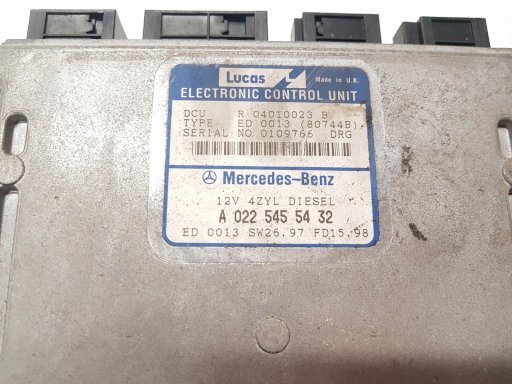 Lucas Made in U.K.
ELECTRONIC CONTROL UNIT
DCU R 04010023 B
TYPE ED 0013 (80744B)
SERIAL NO 0109766 DRG
Mercedes-Benz
12V 4ZYL DIESEL
A 022 545 54 32
ED 0013 SW26.97 FD15.98